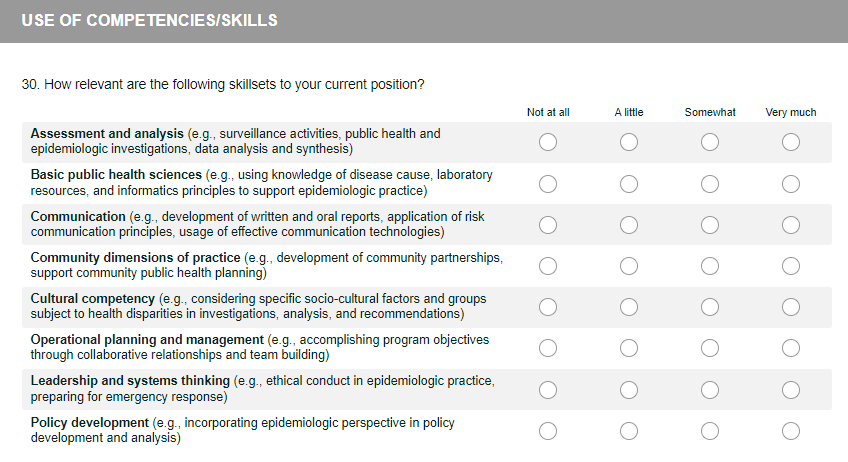 USE OF COMPETENCIES/SKILLS
30. How relevant are the following skillsets to your current position?
Not at all A little Somewhat Very much
Assessment and analysis (e.g., surveillance activities, public health and
epidemiologic investigations, data analysis and synthesis)
Basic public health sciences (e.g., using knowledge of disease cause, laboratory
resources, and informatics principles to support epidemiologic practice)
Communication (e.g., development of written and oral reports, application of risk
communication principles, usage of effective communication technologies)
Community dimensions of practice (e.g., development of community partnerships,
support community public health planning)
Cultural competency (e.g., considering specific socio-cultural factors and groups
subject to health disparities in investigations, analysis, and recommendations)
Operational planning and management (e.g., accomplishing program objectives
through collaborative relationships and team building)
Leadership and systems thinking (e.g., ethical conduct in epidemiologic practice,
preparing for emergency response)
Policy development (e.g., incorporating epidemiologic perspective in policy
development and analysis)